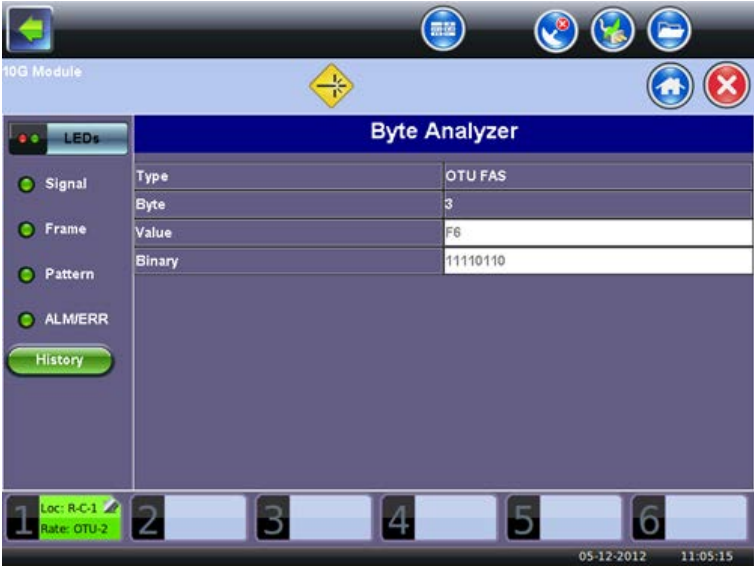 10G Module
LEDs
Byte Analyzer
Signal
Type OTU FAS
Byte 3
Frame
Value F6
Binary 11110110
Pattern
ALM/ERR
History
1 Loc: R-C-1
Rate: OTU-2
2
3
4
5
6
05-12-2012 11:05:15